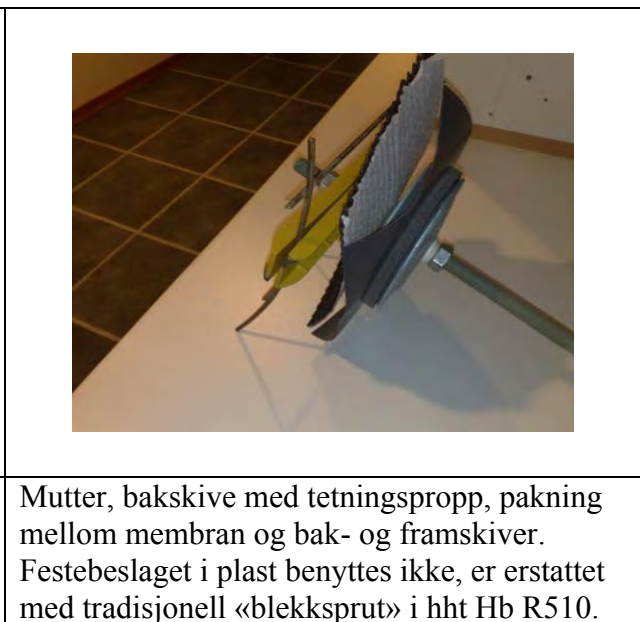 Mutter, bakskive med tetningspropp, pakning
mellom membran og bak- og framskiver.
Festebeslaget i plast benyttes ikke, er erstattet
med tradisjonell «blekksprut» i hht Hb R510.